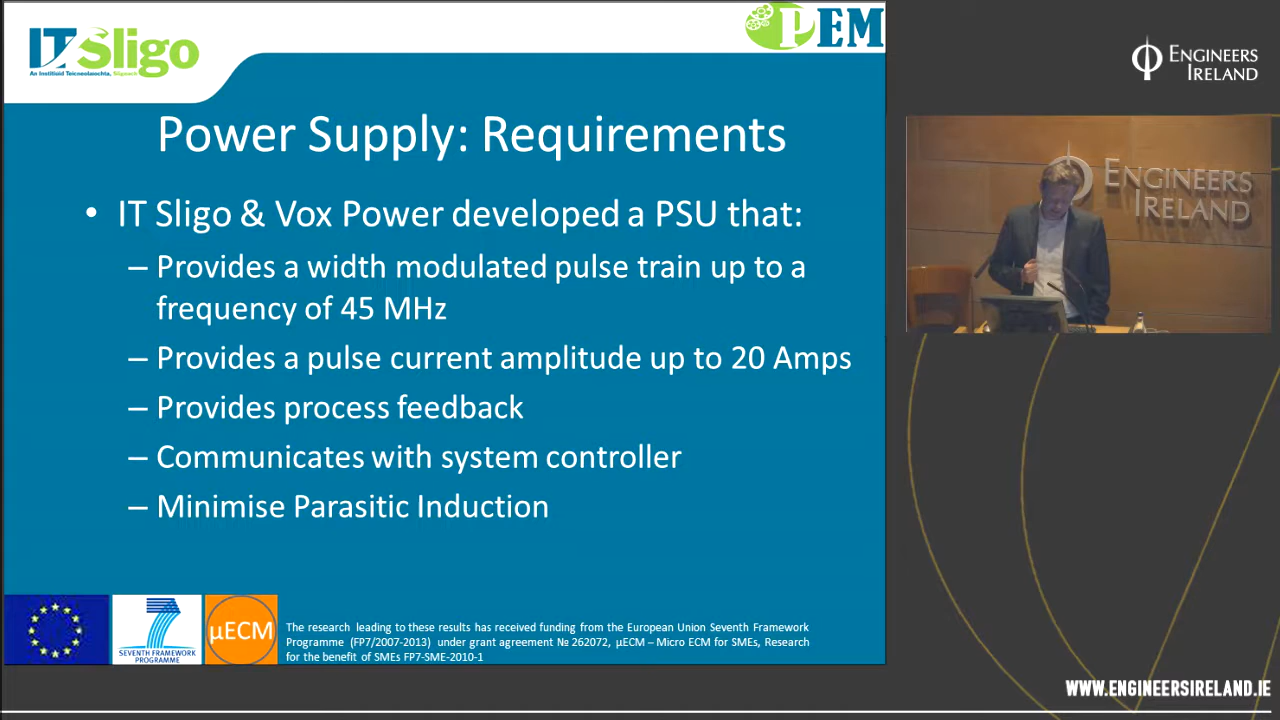 IT Sligo
An Institiúid Teicneolaíochta, Sligeach
PEM
Power Supply: Requirements
• IT Sligo & Vox Power developed a PSU that:
– Provides a width modulated pulse train up to a
frequency of 45 MHz
– Provides a pulse current amplitude up to 20 Amps
– Provides process feedback
– Communicates with system controller
– Minimise Parasitic Induction
7
SEVENTH FRAMEWORK
PROGRAMME
µECM
The research leading to these results has received funding from the European Union Seventh Framework
Programme (FP7/2007-2013) under grant agreement № 262072, µECM – Micro ECM for SMEs, Research
for the benefit of SMEs FP7-SME-2010-1
ENGINEERS
IRELAND
ENGINEERS
IRELAND
WWW.ENGINEERSIRELAND.IE